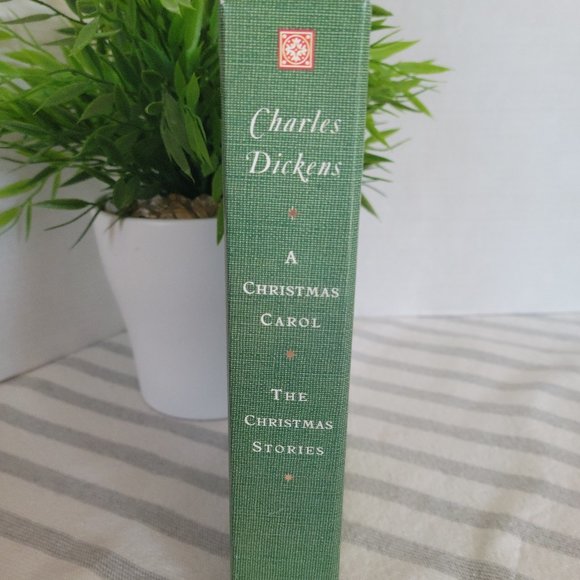 Charles
Dickens
A
CHRISTMAS
CAROL
THE
CHRISTMAS
STORIES